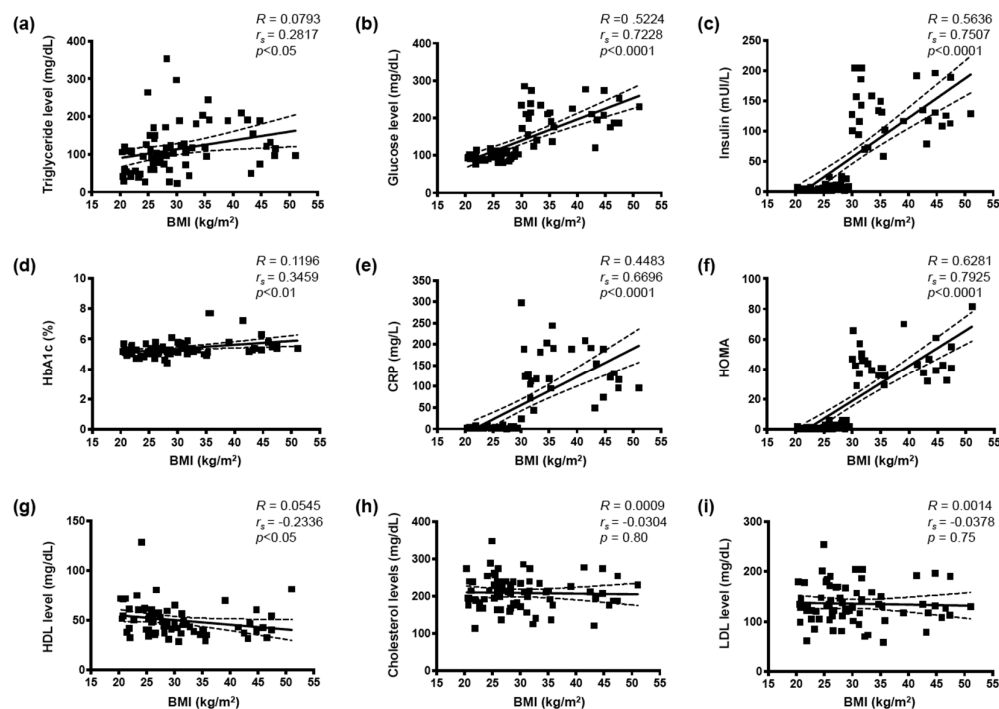 (a)
R = 0.0793
rs = 0.2817
p<0.05
Triglyceride level (mg/dL)
400
300
200
100
0
15 20 25 30 35 40 45 50 55
BMI (kg/m²)
(b)
R =0 .5224
rs = 0.7228
p<0.0001
Glucose level (mg/dL)
400
300
200
100
0
15 20 25 30 35 40 45 50 55
BMI (kg/m²)
(c)
R = 0.5636
rs = 0.7507
p<0.0001
Insulin (mUI/L)
250
200
150
100
50
0
15 20 25 30 35 40 45 50 55
BMI (kg/m²)
(d)
R = 0.1196
rs = 0.3459
p<0.01
HbA1c (%)
10
8
6
4
2
0
15 20 25 30 35 40 45 50 55
BMI (kg/m²)
(e)
R = 0.4483
rs = 0.6696
p<0.0001
CRP (mg/L)
350
300
250
200
150
100
50
0
15 20 25 30 35 40 45 50 55
BMI (kg/m²)
(f)
R = 0.6281
rs = 0.7925
p<0.0001
HOMA
100
80
60
40
20
0
15 20 25 30 35 40 45 50 55
BMI (kg/m²)
(g)
R = 0.0545
rs = -0.2336
p<0.05
HDL level (mg/dL)
150
100
50
0
15 20 25 30 35 40 45 50 55
BMI (kg/m²)
(h)
R = 0.0009
rs = -0.0304
p = 0.80
Cholesterol levels (mg/dL)
400
300
200
100
0
15 20 25 30 35 40 45 50 55
BMI (kg/m²)
(i)
R = 0.0014
rs = -0.0378
p = 0.75
LDL level (mg/dL)
300
200
100
0
15 20 25 30 35 40 45 50 55
BMI (kg/m²)